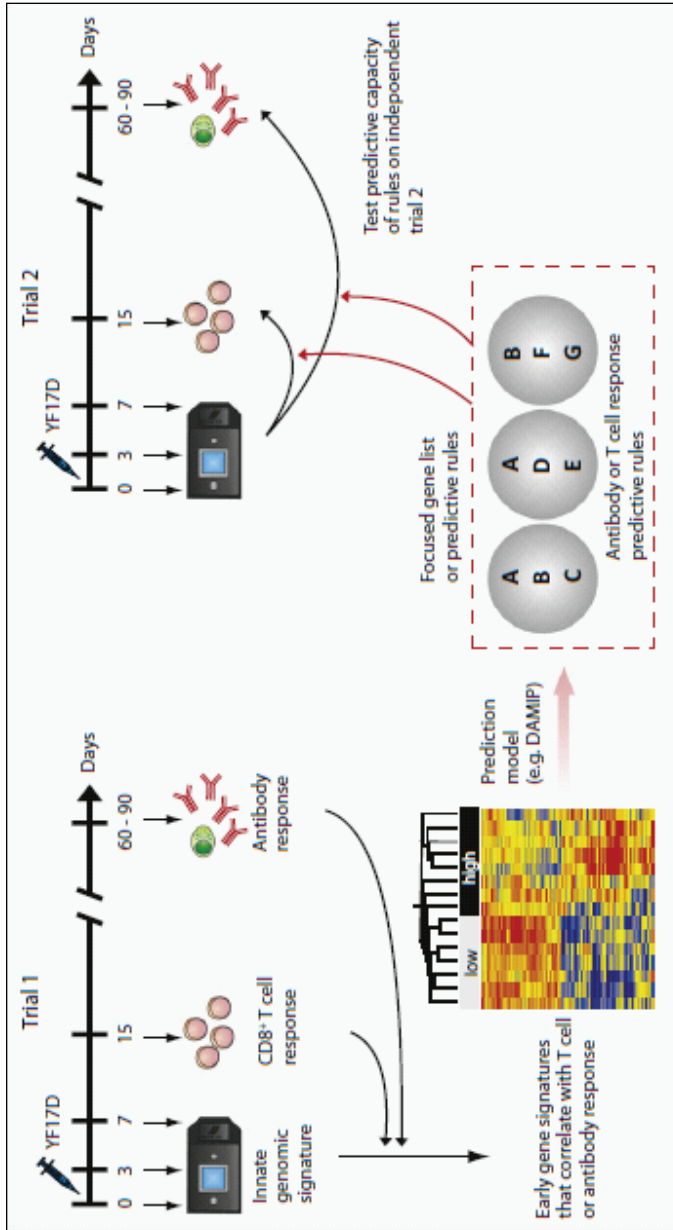 Trial 1
YF17D
Days
0
3
7
15
60 - 90
Innate
genomic
signature
CD8+ T cell
response
Antibody
response
Early gene signatures
that correlate with T cell
or antibody response
low
high
Prediction
model
(e.g. DAMIP)
Trial 2
YF17D
Days
0
3
7
15
60 - 90
Focused gene list
or predictive rules
A
B
C
A
D
E
B
F
G
Antibody or T cell response
predictive rules
Test predictive capacity
of rules on indepoendent
trial 2